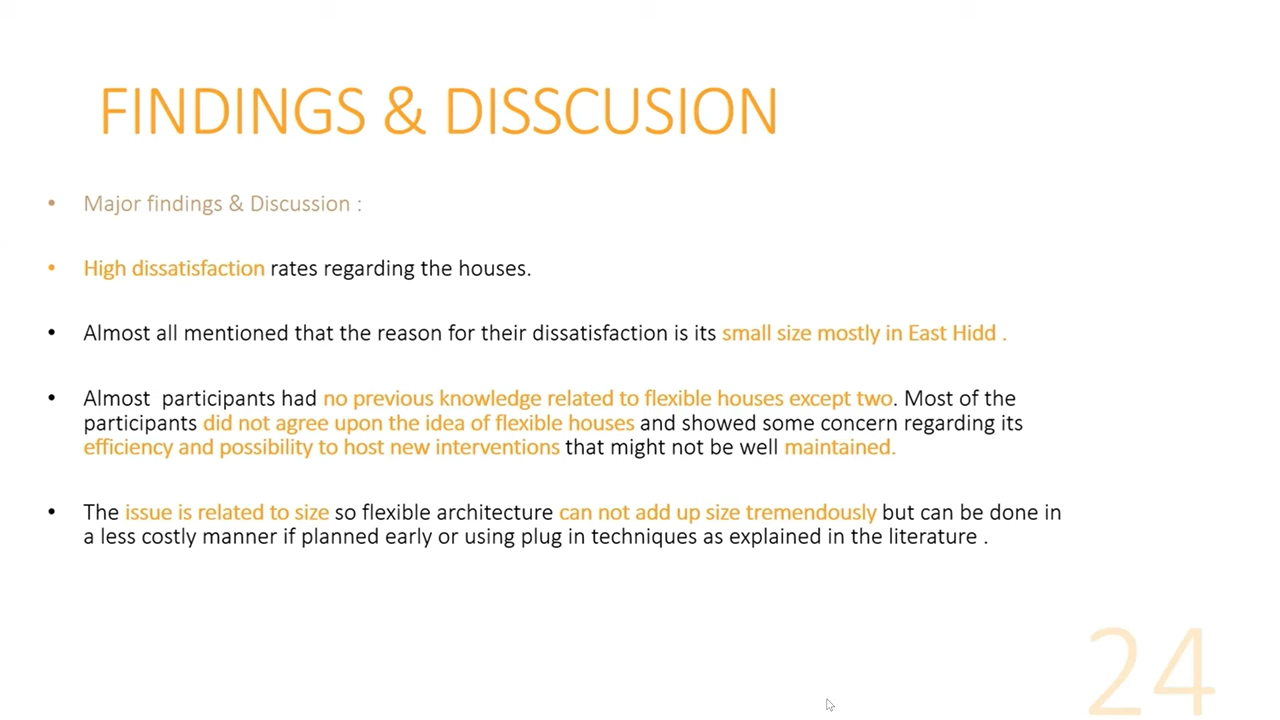 FINDINGS & DISSCUSION
• Major findings & Discussion :
• High dissatisfaction rates regarding the houses.
• Almost all mentioned that the reason for their dissatisfaction is its small size mostly in East Hidd .
• Almost  participants had no previous knowledge related to flexible houses except two. Most of the
participants did not agree upon the idea of flexible houses and showed some concern regarding its
efficiency and possibility to host new interventions that might not be well maintained.
• The issue is related to size so flexible architecture can not add up size tremendously but can be done in
a less costly manner if planned early or using plug in techniques as explained in the literature .
24